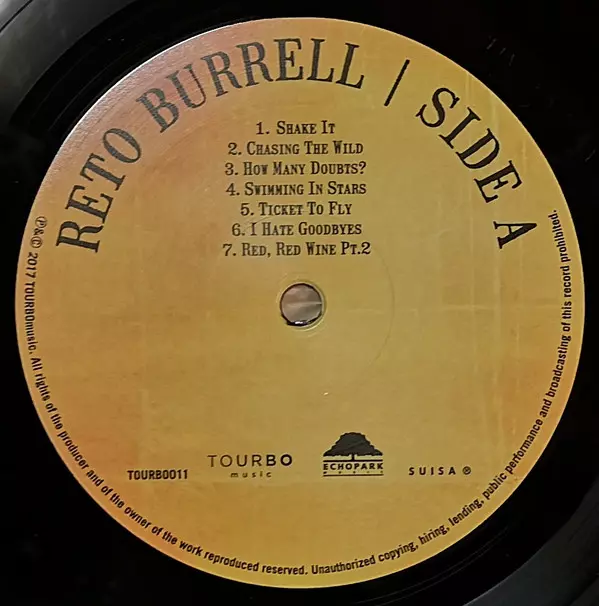 RETO BURRELL | SIDE A
1. Shake It
2. Chasing The Wild
3. How Many Doubts?
4. Swimming In Stars
5. Ticket To Fly
6. I Hate Goodbyes
7. Red, Red Wine Pt.2
TOURBO011
TOURBO
music
ECHOPARK
MUSIC
SUISA ®
℗&© 2017 TOURBOmusic. All rights of the producer and of the owner of the work reproduced reserved. Unauthorized copying, hiring, lending, public performance and broadcasting of this record prohibited.